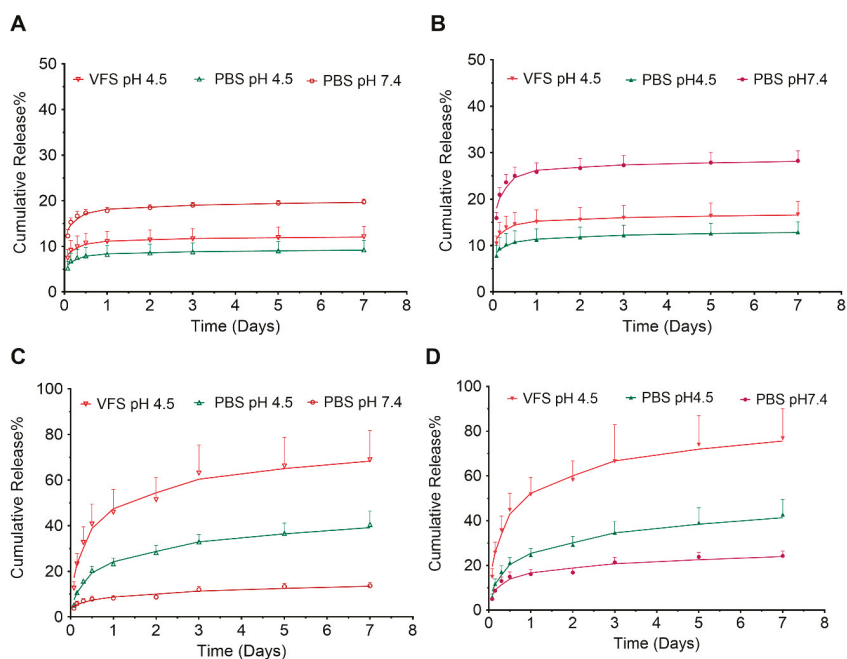 A
Cumulative Release%
50
40
30
20
10
0
VFS pH 4.5 PBS pH 4.5 PBS pH 7.4
0 1 2 3 4 5 6 7 8
Time (Days)
B
Cumulative Release%
50
40
30
20
10
0
VFS pH 4.5 PBS pH4.5 PBS pH7.4
0 1 2 3 4 5 6 7 8
Time (Days)
C
Cumulative Release%
100
80
60
40
20
0
VFS pH 4.5 PBS pH 4.5 PBS pH 7.4
0 1 2 3 4 5 6 7 8
Time (Days)
D
Cumulative Release%
100
80
60
40
20
0
VFS pH 4.5 PBS pH4.5 PBS pH7.4
0 1 2 3 4 5 6 7 8
Time (Days)